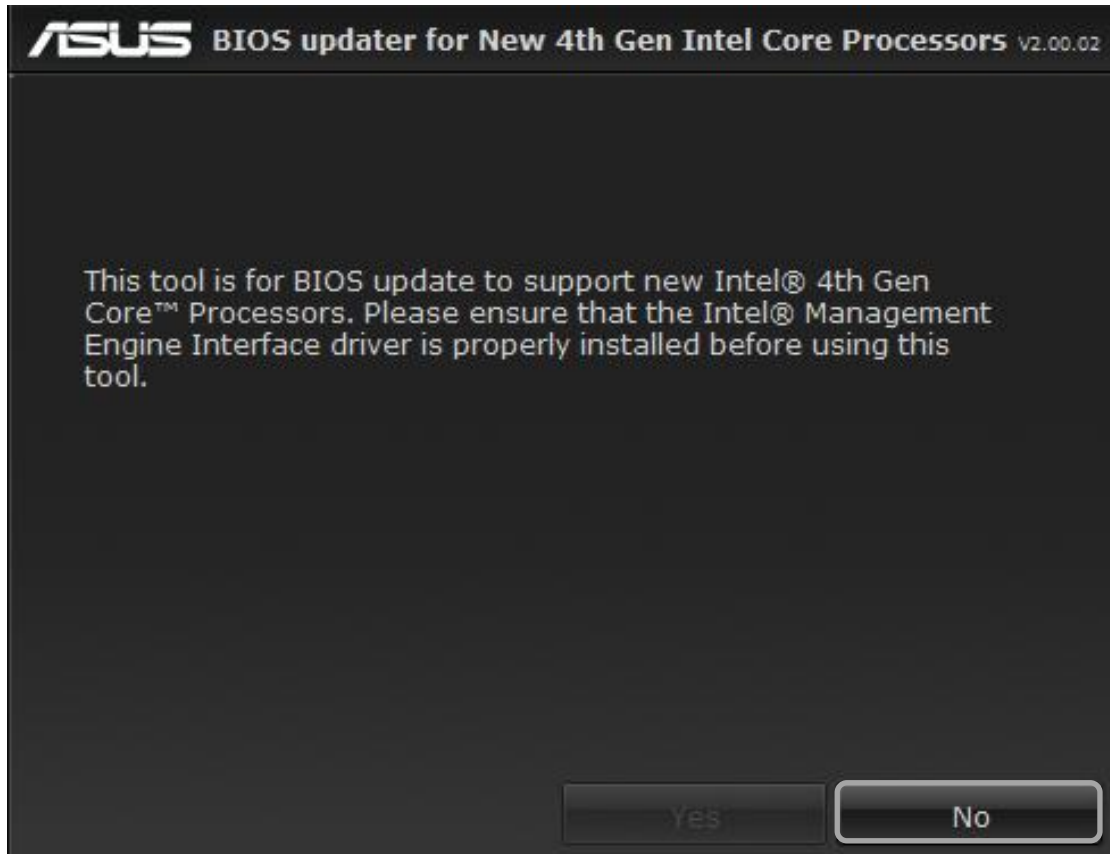 ASUS BIOS updater for New 4th Gen Intel Core Processors V2.00.02
This tool is for BIOS update to support new Intel® 4th Gen
Core™ Processors. Please ensure that the Intel® Management
Engine Interface driver is properly installed before using this
tool.
Yes No